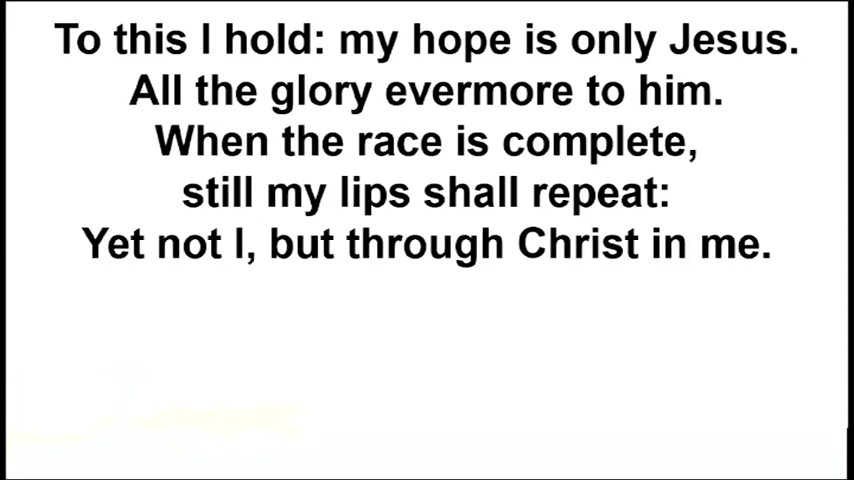 To this I hold: my hope is only Jesus.
All the glory evermore to him.
When the race is complete,
still my lips shall repeat:
Yet not I, but through Christ in me.